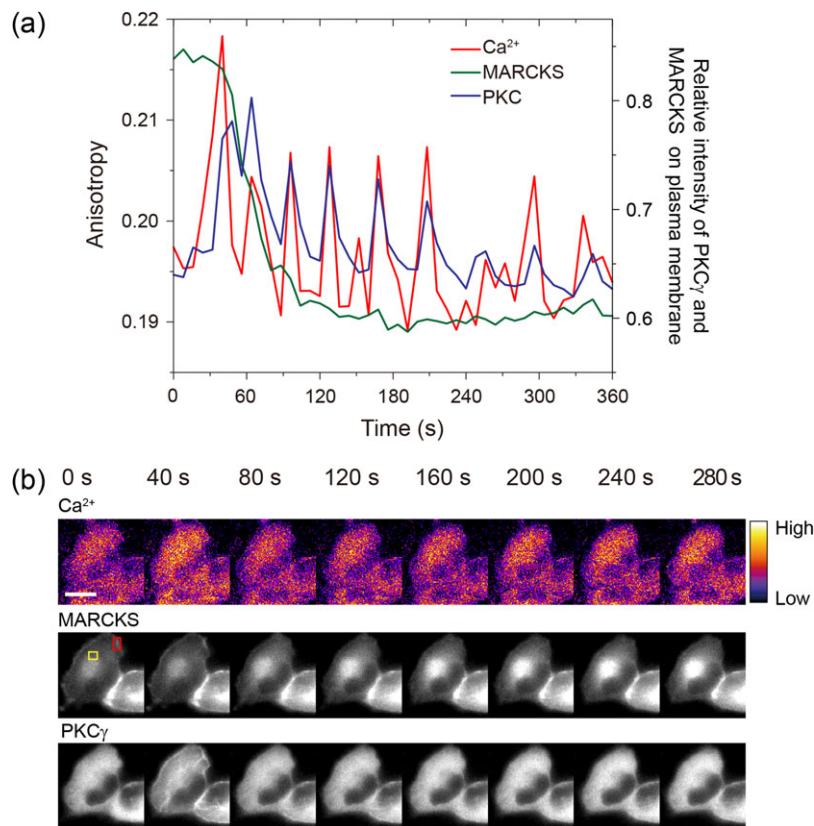 (a)
0.22
0.21
0.20
0.19
Anisotropy
Ca²⁺
MARCKS
PKC
0.8
0.7
0.6
Relative intensity of PKCγ and
MARCKS on plasma membrane
0 60 120 180 240 300 360
Time (s)
(b)
0 s 40 s 80 s 120 s 160 s 200 s 240 s 280 s
Ca²⁺
High
Low
MARCKS
PKCγ